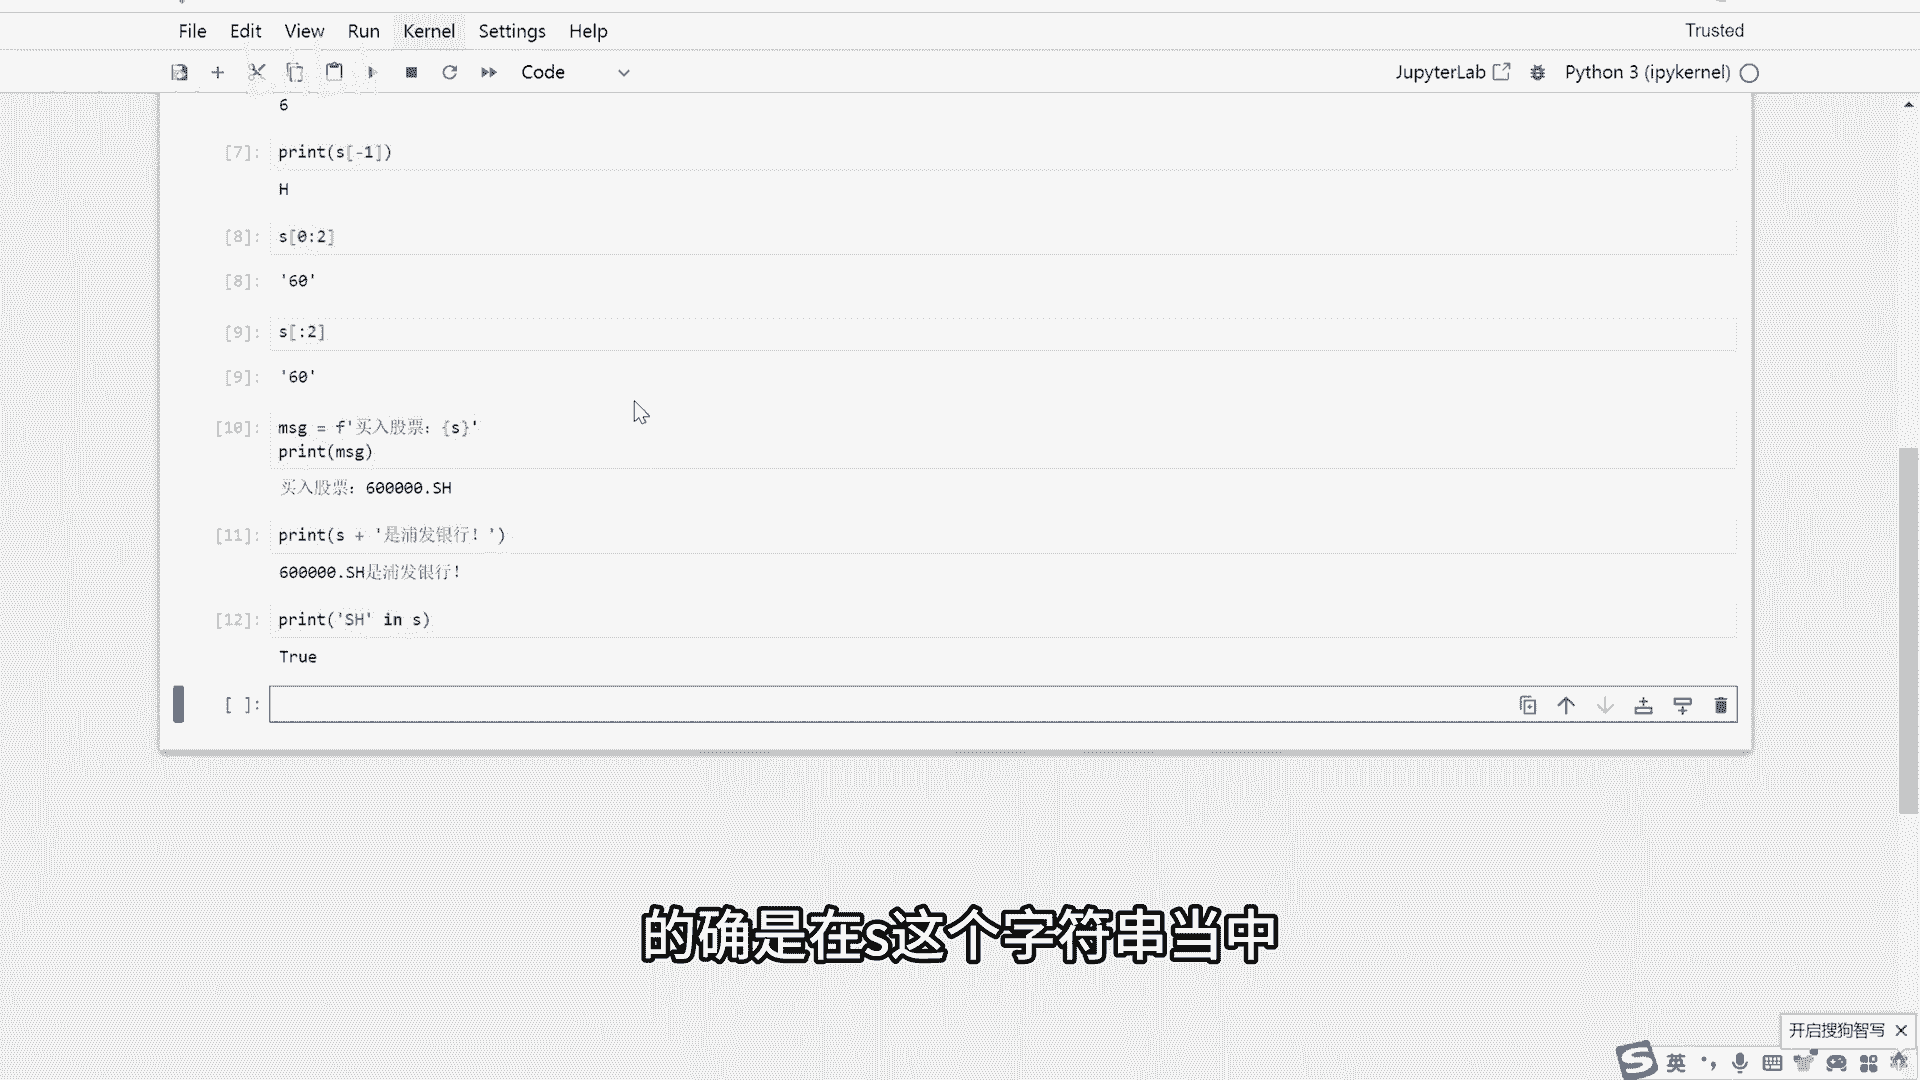 File Edit View Run Kernel Settings Help Trusted
Code JupyterLab Python 3 (ipykernel)
6
[7]: print(s[-1])
H
[8]: s[0:2]
[8]: '60'
[9]: s[:2]
[9]: '60'
[10]: msg = f'买入股票：{s}'
print(msg)
买入股票：600000.SH
[11]: print(s + '是浦发银行！')
600000.SH是浦发银行！
[12]: print('SH' in s)
True
[ ]:
的确是在s这个字符串当中
开启搜狗智写
英